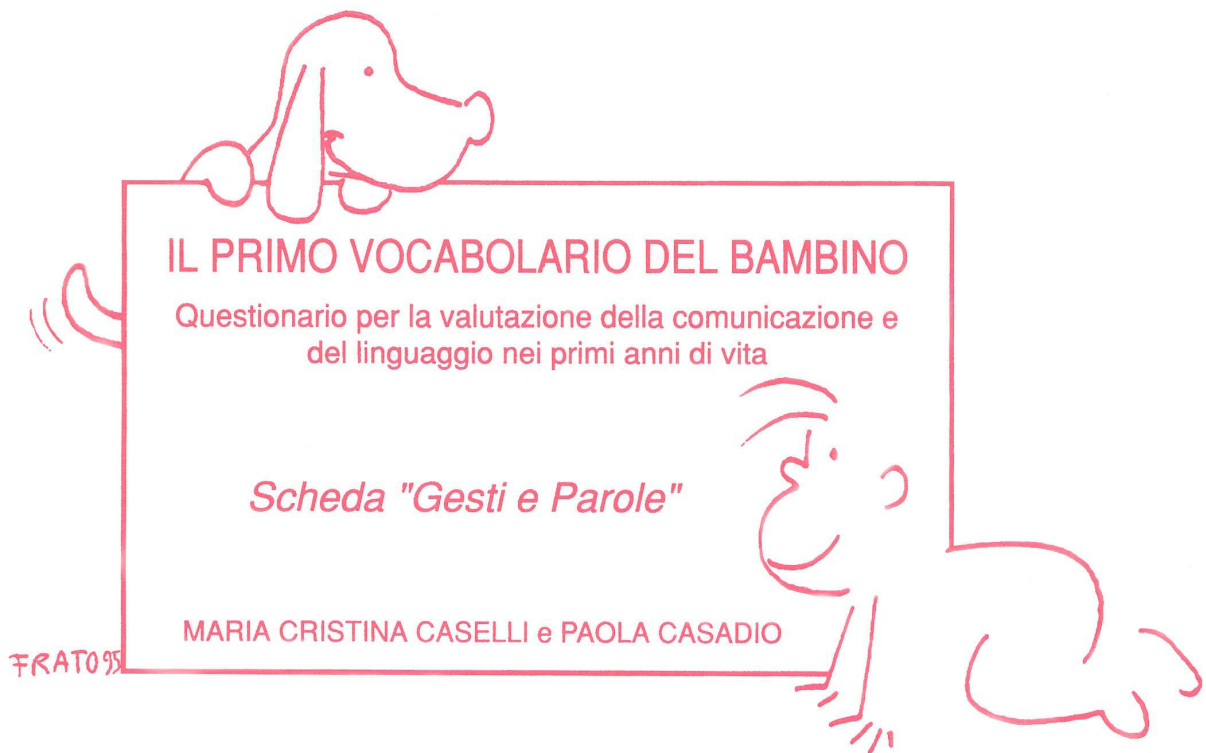 IL PRIMO VOCABOLARIO DEL BAMBINO
Questionario per la valutazione della comunicazione e
del linguaggio nei primi anni di vita
Scheda "Gesti e Parole"
MARIA CRISTINA CASELLI e PAOLA CASADIO
FRATO95